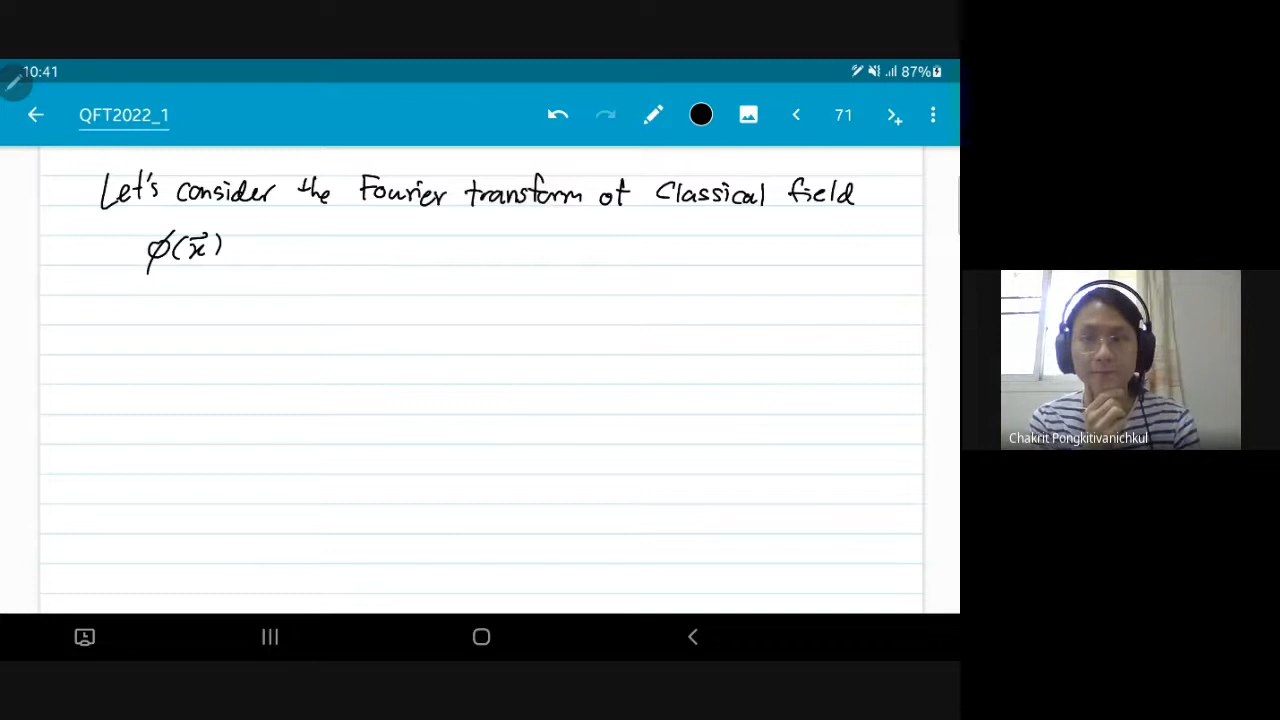 10:41
87%
QFT2022_1
71
Let's consider the Fourier transform of Classical field
ϕ(x⃗)
Chakrit Pongkitivanichkul